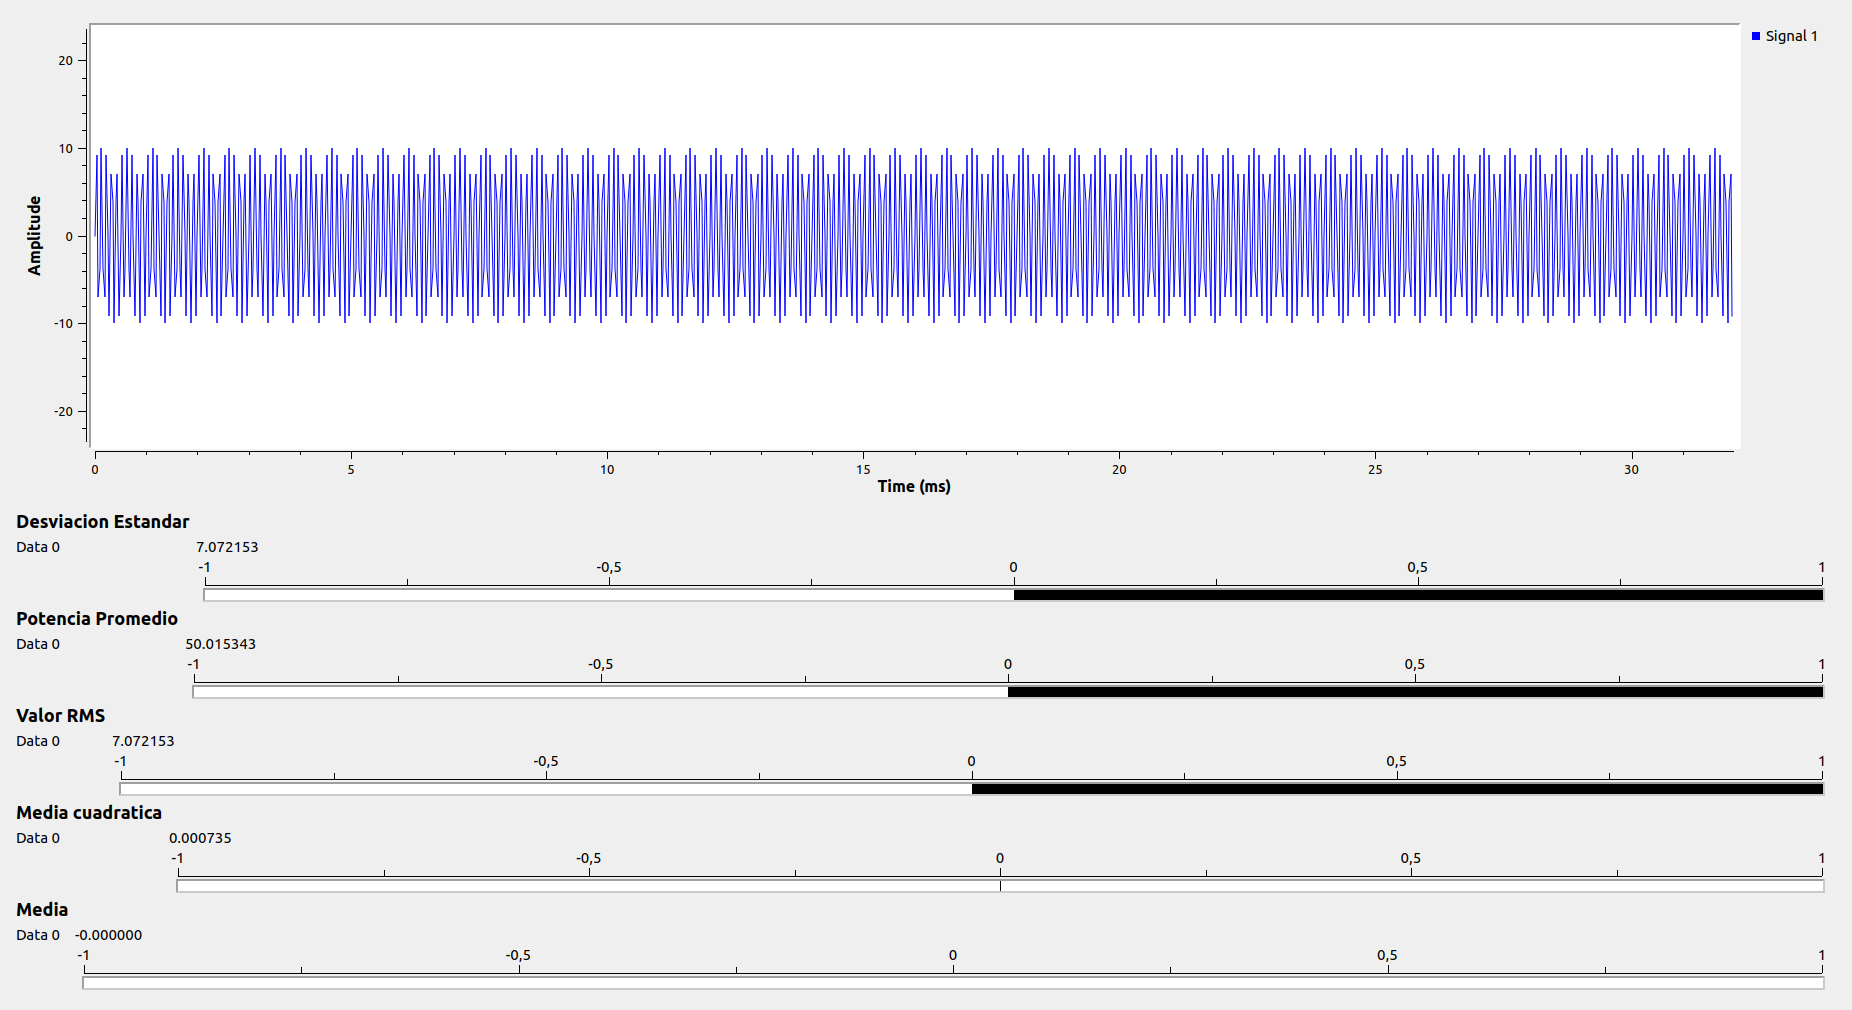 Signal 1
20
10
0
-10
-20
Amplitude
0 5 10 15 20 25 30
Time (ms)
Desviacion Estandar
Data 0 7.072153
-1 -0,5 0 0,5 1
Potencia Promedio
Data 0 50.015343
-1 -0,5 0 0,5 1
Valor RMS
Data 0 7.072153
-1 -0,5 0 0,5 1
Media cuadratica
Data 0 0.000735
-1 -0,5 0 0,5 1
Media
Data 0 -0.000000
-1 -0,5 0 0,5 1